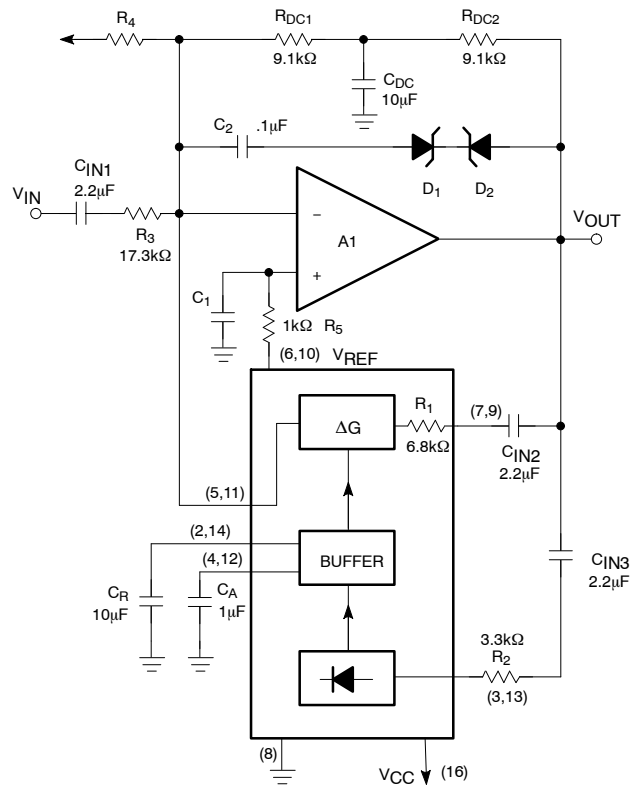 R4
RDC1
9.1kΩ
RDC2
9.1kΩ
CDC
10µF
C2
.1µF
D1
D2
CIN1
2.2µF
VIN
R3
17.3kΩ
−
A1
+
VOUT
C1
1kΩ R5
(6,10)
VREF
ΔG
R1
6.8kΩ
(7,9)
CIN2
2.2µF
(5,11)
(2,14)
(4,12)
BUFFER
CR
10µF
CA
1µF
CIN3
2.2µF
3.3kΩ
R2
(3,13)
(8)
VCC
(16)